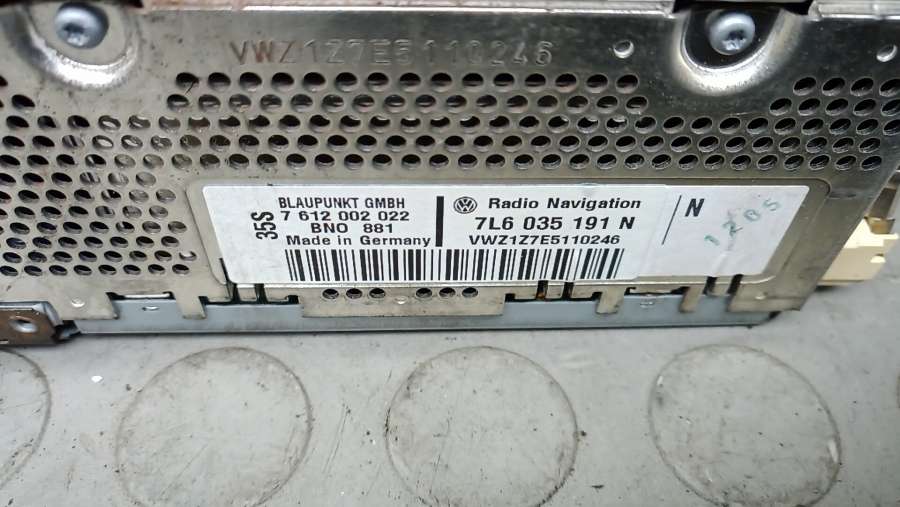 VWZ1Z7E5110246
35S
BLAUPUNKT GMBH
7 612 002 022
BNO 881
Made in Germany
Radio Navigation
7L6 035 191 N
VWZ1Z7E5110246
N